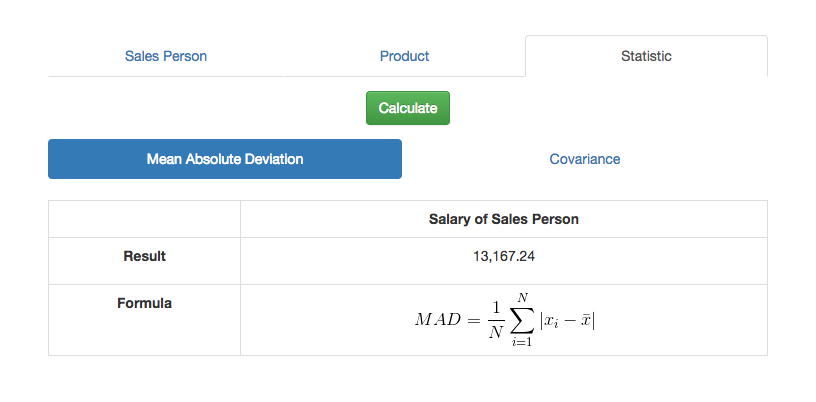 Sales Person Product Statistic
Calculate
Mean Absolute Deviation Covariance
Salary of Sales Person
Result 13,167.24
Formula MAD = \frac{1}{N} \sum_{i=1}^{N} |x_i - \bar{x}|